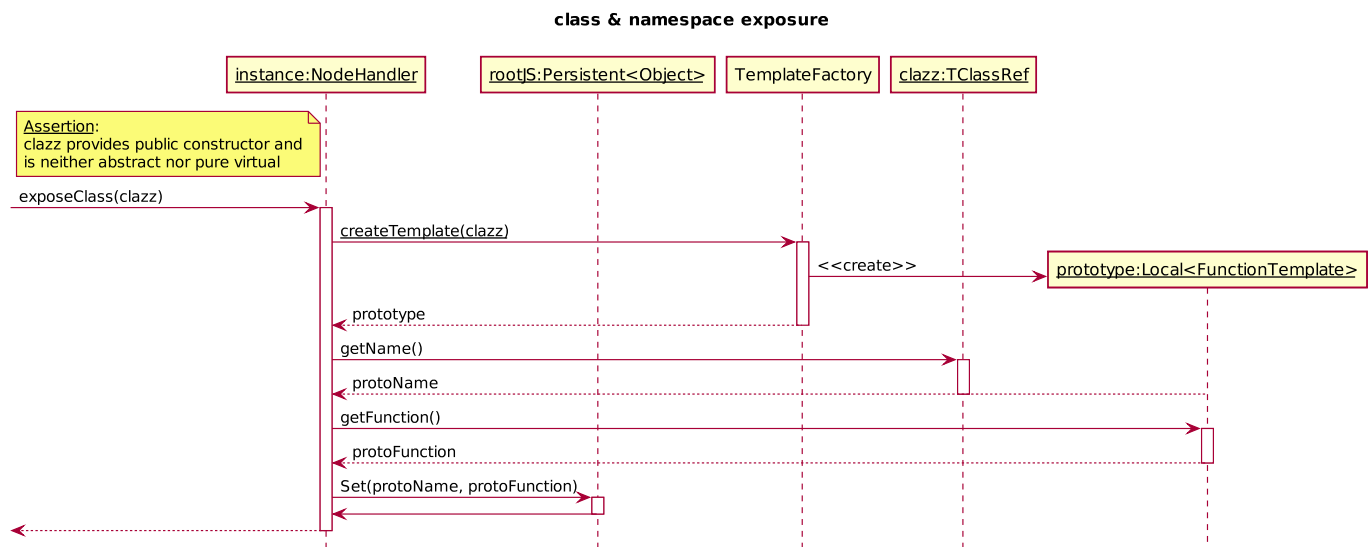 class & namespace exposure
instance:NodeHandler
rootJS:Persistent<Object>
TemplateFactory
clazz:TClassRef
Assertion:
clazz provides public constructor and
is neither abstract nor pure virtual
exposeClass(clazz)
createTemplate(clazz)
<<create>>
prototype:Local<FunctionTemplate>
prototype
getName()
protoName
getFunction()
protoFunction
Set(protoName, protoFunction)